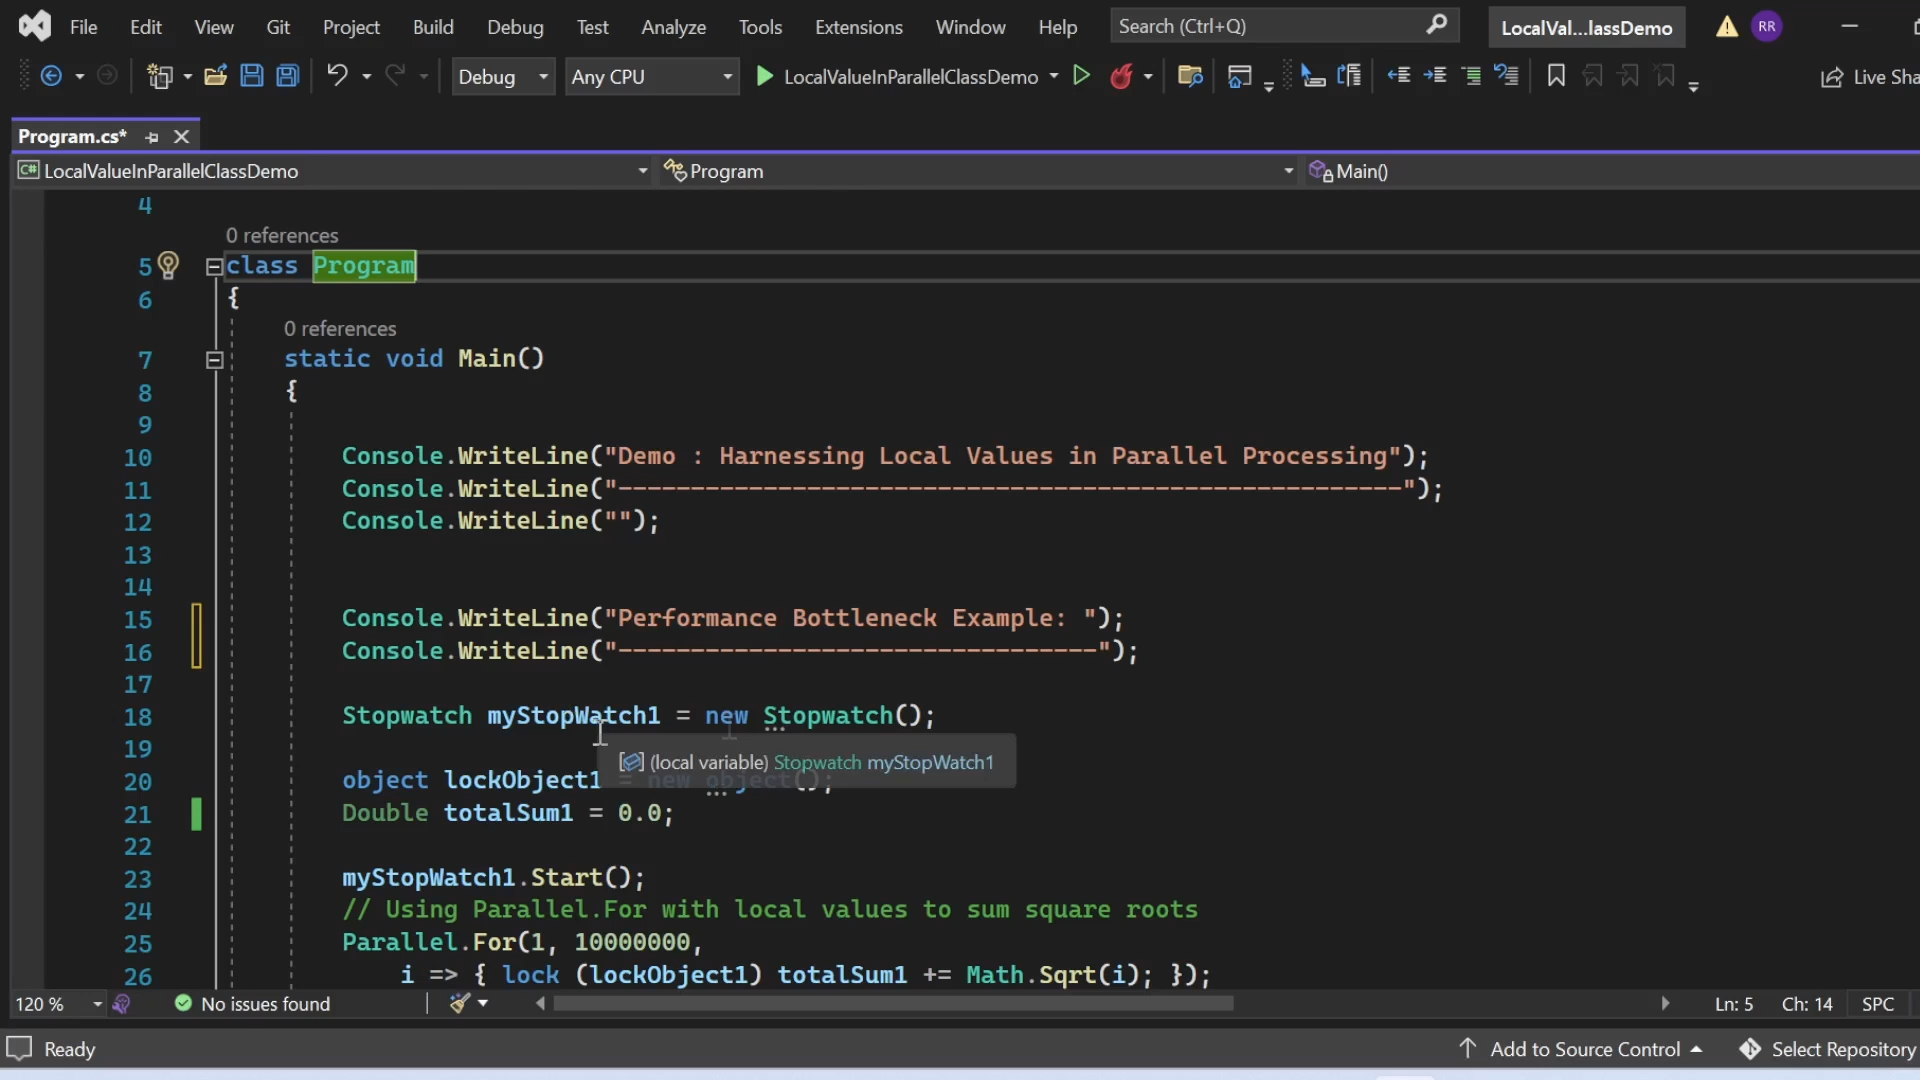 File Edit View Git Project Build Debug Test Analyze Tools Extensions Window Help Search (Ctrl+Q) LocalVal...lassDemo RR
Debug Any CPU LocalValueInParallelClassDemo Live Sha
Program.cs*
C# LocalValueInParallelClassDemo Program Main()
4
0 references
5 class Program
6 {
0 references
7 static void Main()
8 {
9
10 Console.WriteLine("Demo : Harnessing Local Values in Parallel Processing");
11 Console.WriteLine("------------------------------------------------------");
12 Console.WriteLine("");
13
14
15 Console.WriteLine("Performance Bottleneck Example: ");
16 Console.WriteLine("---------------------------------");
17
18 Stopwatch myStopWatch1 = new Stopwatch();
19
(local variable) Stopwatch myStopWatch1
20 object lockObject1 = new object();
21 Double totalSum1 = 0.0;
22
23 myStopWatch1.Start();
24 // Using Parallel.For with local values to sum square roots
25 Parallel.For(1, 10000000,
26 i => { lock (lockObject1) totalSum1 += Math.Sqrt(i); });
120 % No issues found Ln: 5 Ch: 14 SPC
Ready Add to Source Control Select Repository